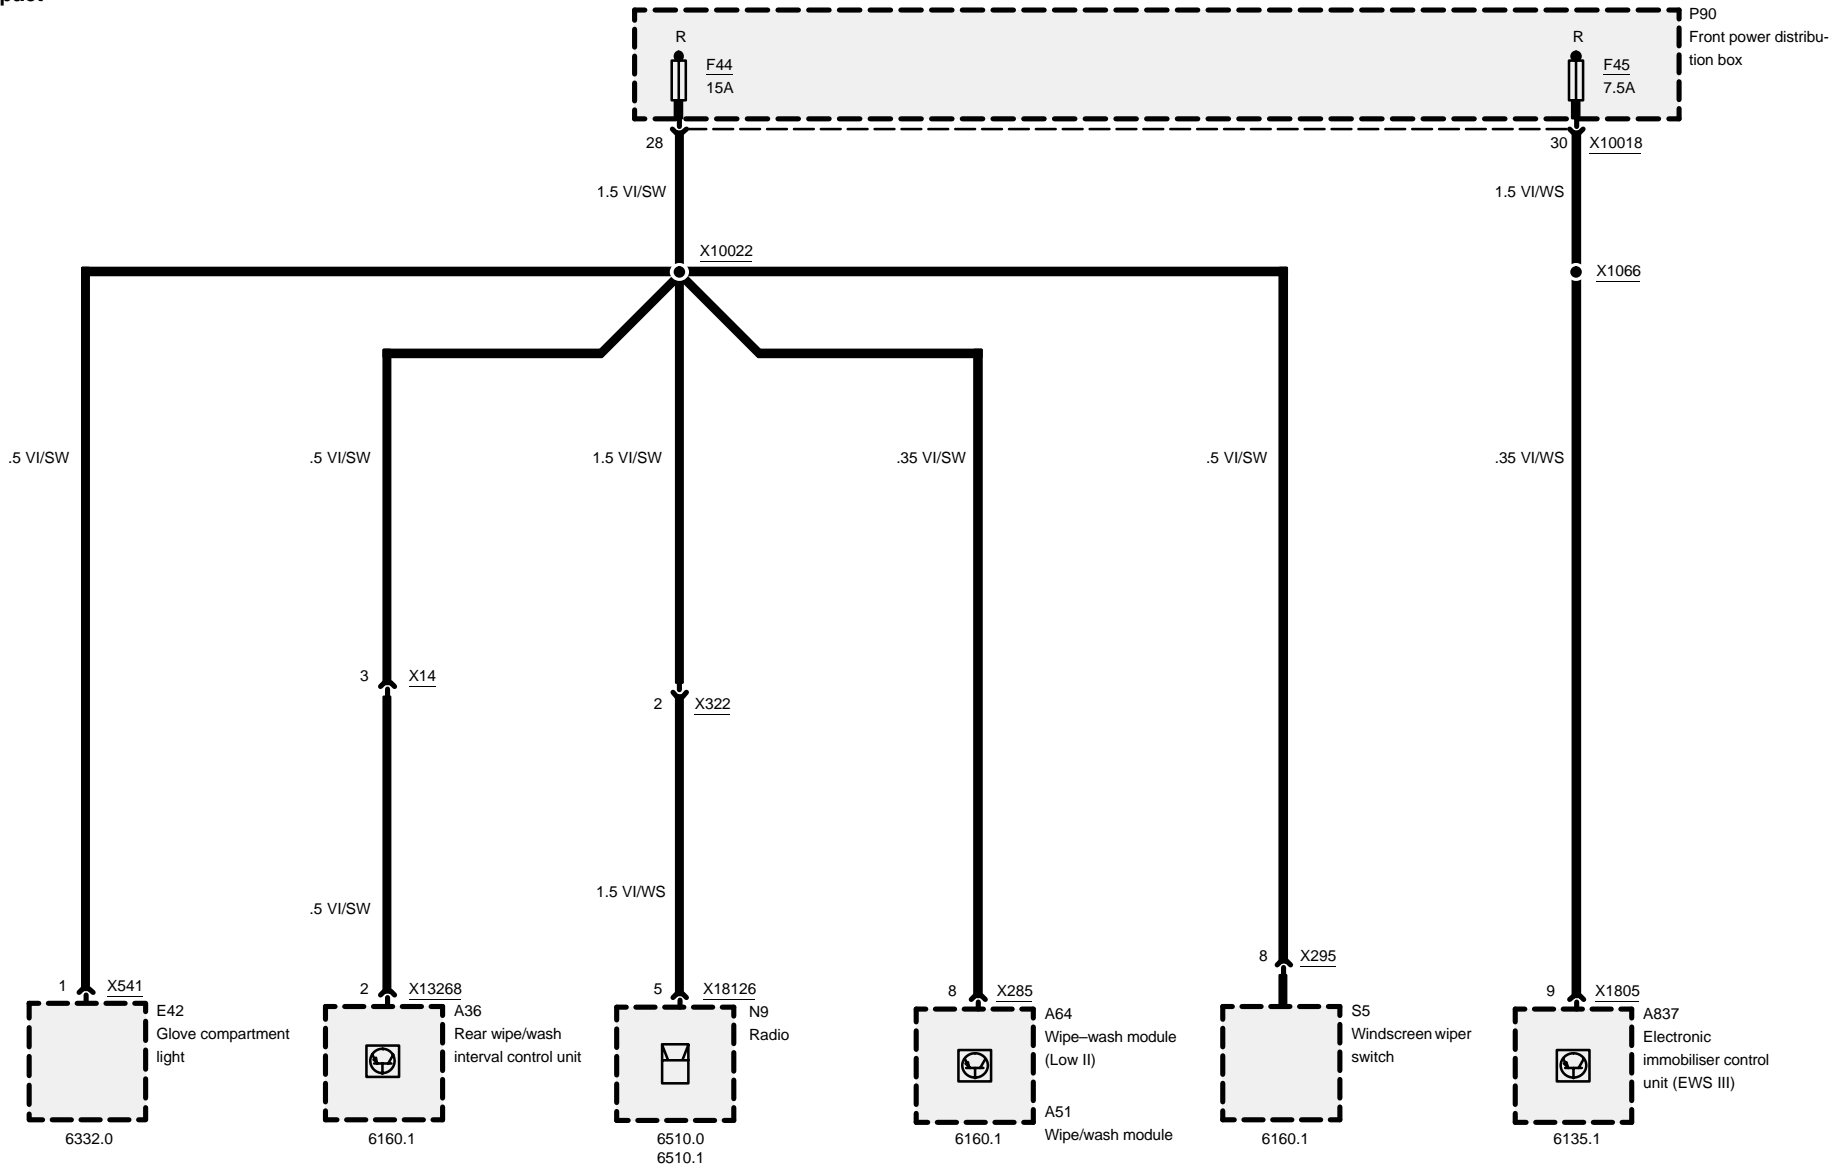 P90
Front power distribu-
tion box
R
F44
15A
R
F45
7.5A
28
30 X10018
1.5 VI/SW
1.5 VI/WS
X10022
X1066
.5 VI/SW
.5 VI/SW
1.5 VI/SW
.35 VI/SW
.5 VI/SW
.35 VI/WS
3 X14
2 X322
1.5 VI/WS
.5 VI/SW
8 X295
1 X541
2 X13268
5 X18126
8 X285
9 X1805
E42
Glove compartment
light
6332.0
A36
Rear wipe/wash
interval control unit
6160.1
N9
Radio
6510.0
6510.1
A64
Wipe–wash module
(Low II)
A51
Wipe/wash module
6160.1
S5
Windscreen wiper
switch
6160.1
A837
Electronic
immobiliser control
unit (EWS III)
6135.1